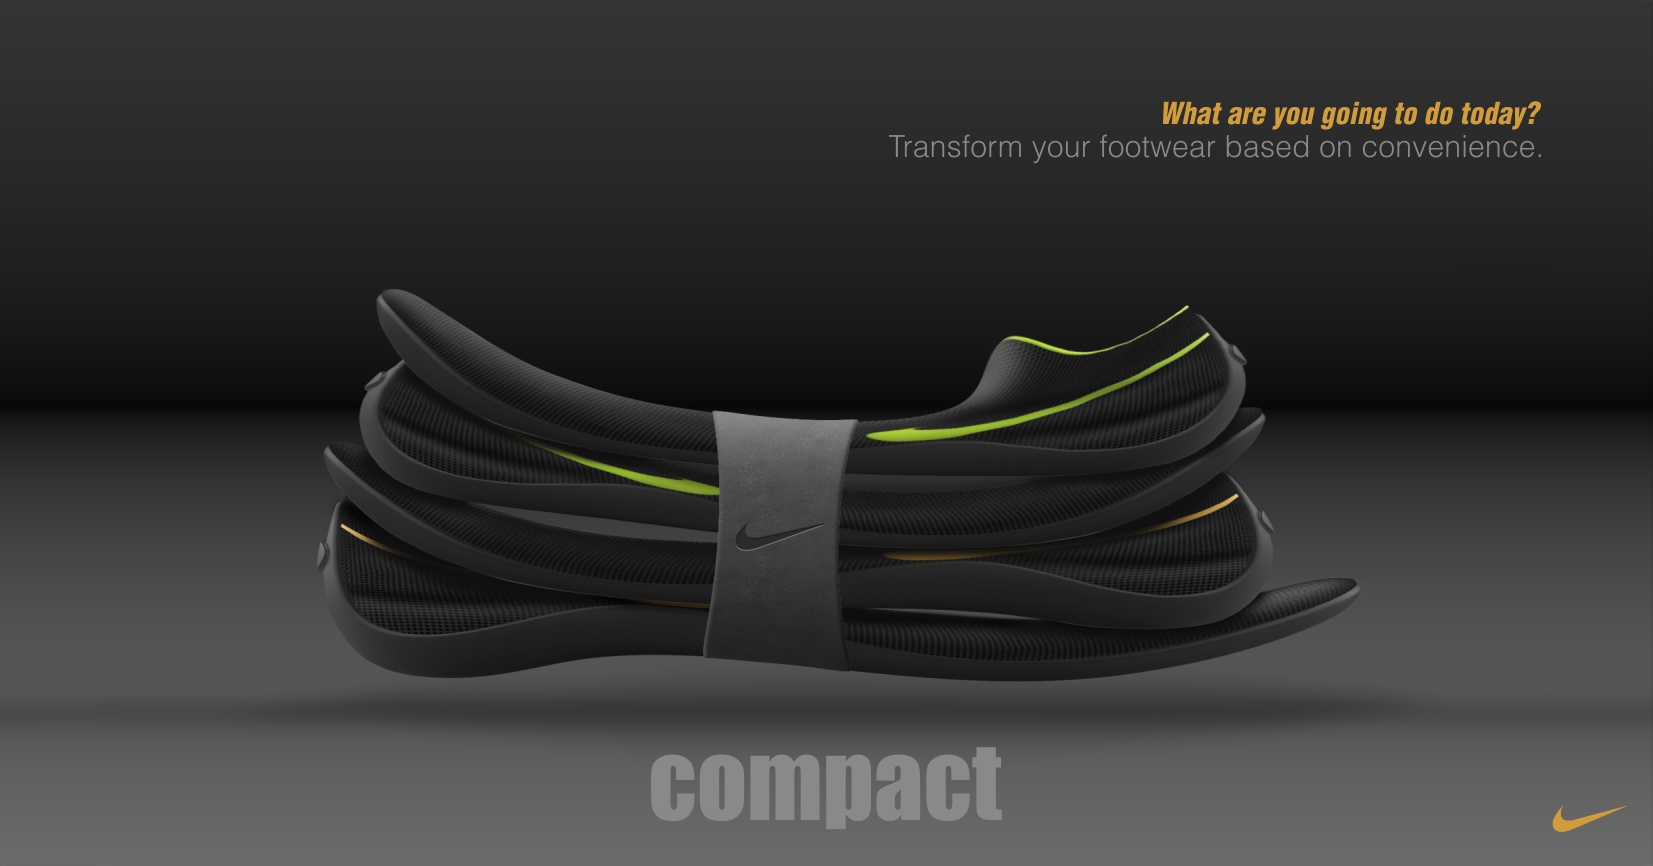 What are you going to do today?
Transform your footwear based on convenience.
compact